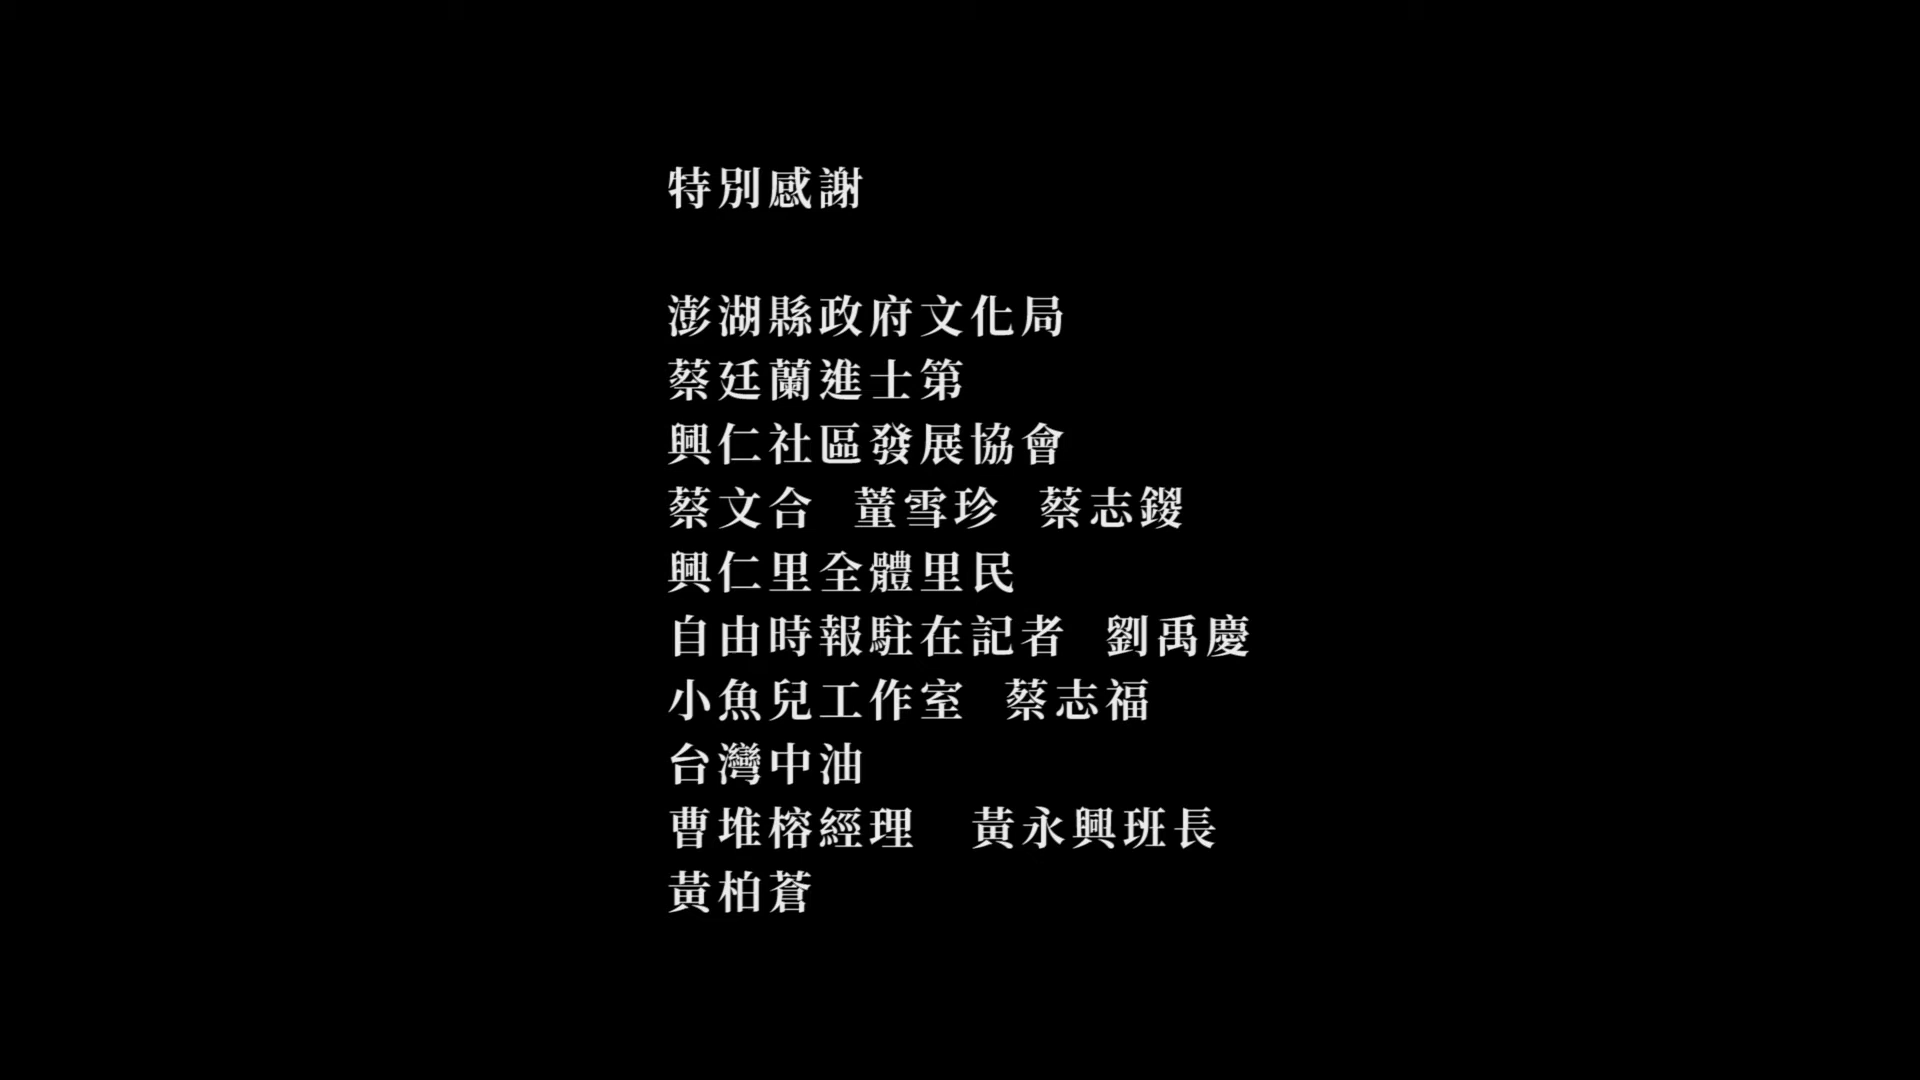 特別感謝
澎湖縣政府文化局
蔡廷蘭進士第
興仁社區發展協會
蔡文合 董雪珍 蔡志鍐
興仁里全體里民
自由時報駐在記者 劉禹慶
小魚兒工作室 蔡志福
台灣中油
曹堆榕經理 黃永興班長
黃柏蒼